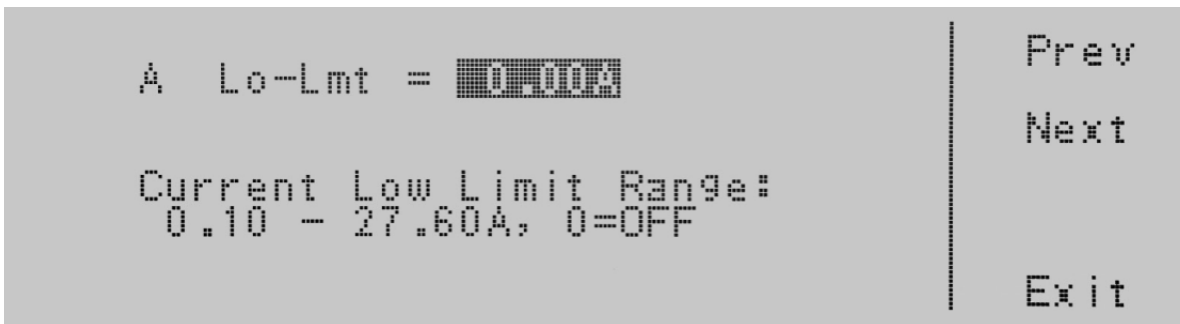 A Lo-Lmt = 0.00A
Current Low Limit Range:
0.10 - 27.60A, 0=OFF
Prev
Next
Exit